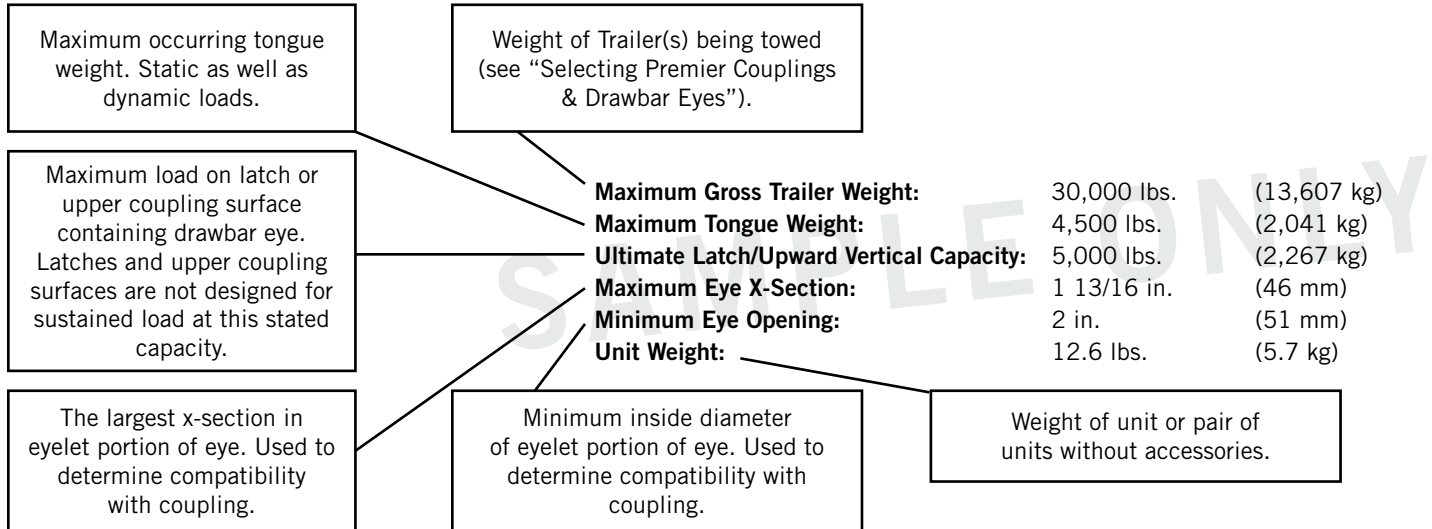 Maximum occurring tongue
weight. Static as well as
dynamic loads.
Weight of Trailer(s) being towed
(see “Selecting Premier Couplings
& Drawbar Eyes”).
Maximum load on latch or
upper coupling surface
containing drawbar eye.
Latches and upper coupling
surfaces are not designed for
sustained load at this stated
capacity.
Maximum Gross Trailer Weight: 30,000 lbs. (13,607 kg)
Maximum Tongue Weight: 4,500 lbs. (2,041 kg)
Ultimate Latch/Upward Vertical Capacity: 5,000 lbs. (2,267 kg)
Maximum Eye X-Section: 1 13/16 in. (46 mm)
Minimum Eye Opening: 2 in. (51 mm)
Unit Weight: 12.6 lbs. (5.7 kg)
SAMPLE ONLY
The largest x-section in
eyelet portion of eye. Used to
determine compatibility
with coupling.
Minimum inside diameter
of eyelet portion of eye. Used to
determine compatibility with
coupling.
Weight of unit or pair of
units without accessories.